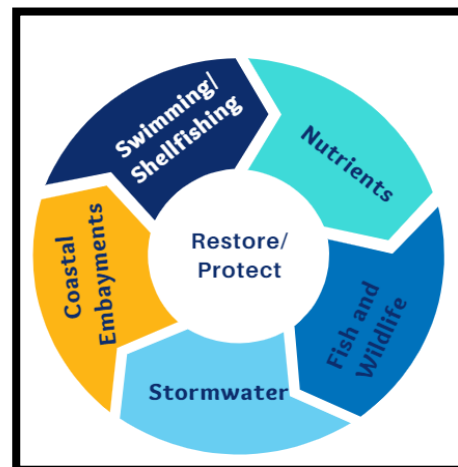 Swimming/
Shellfishing
Nutrients
Restore/
Protect
Coastal
Embayments
Fish and
Wildlife
Stormwater